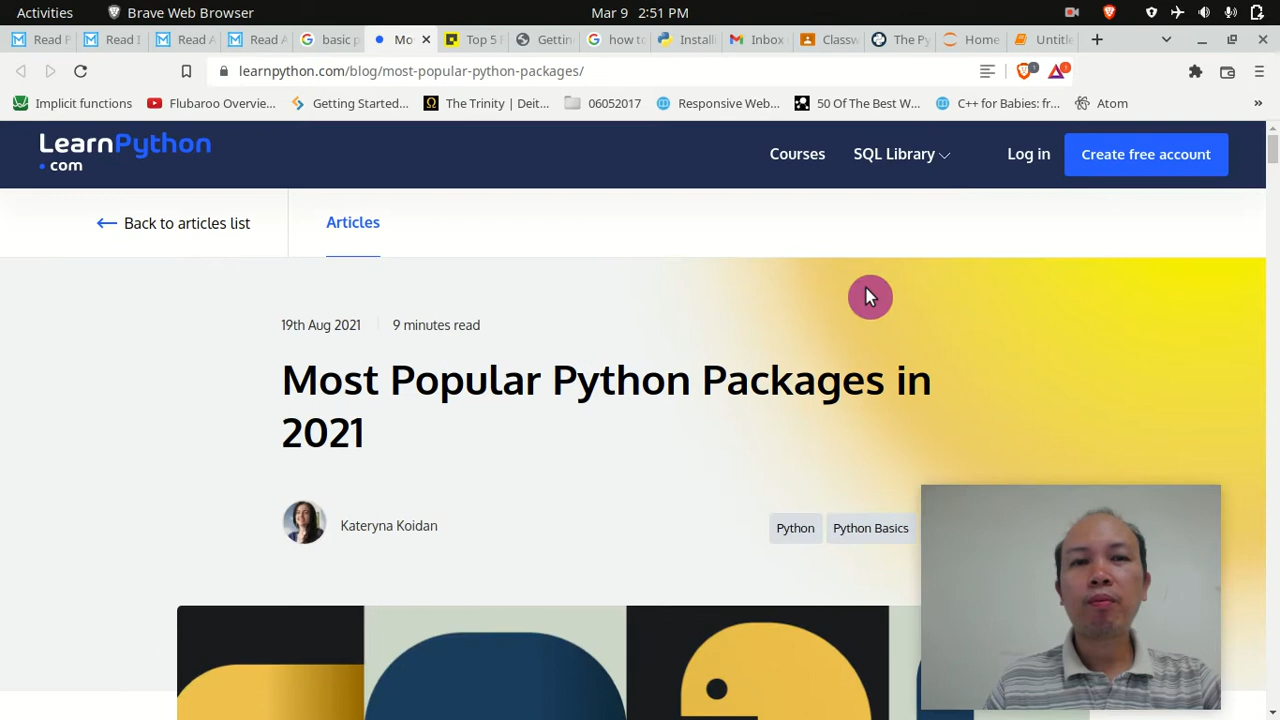 Activities Brave Web Browser Mar 9 2:51 PM
Read P Read I Read A Read A basic p Mo Top 5 F Gettin how to Installi Inbox Classw The Py Home Untitle
learnpython.com/blog/most-popular-python-packages/ 1 1
Implicit functions Flubaroo Overvie... Getting Started... The Trinity | Deit... 06052017 Responsive Web... 50 Of The Best W... C++ for Babies: fr... Atom »
LearnPython
com
Courses SQL Library Log in Create free account
Back to articles list Articles
19th Aug 2021 9 minutes read
Most Popular Python Packages in
2021
Kateryna Koidan Python Python Basics